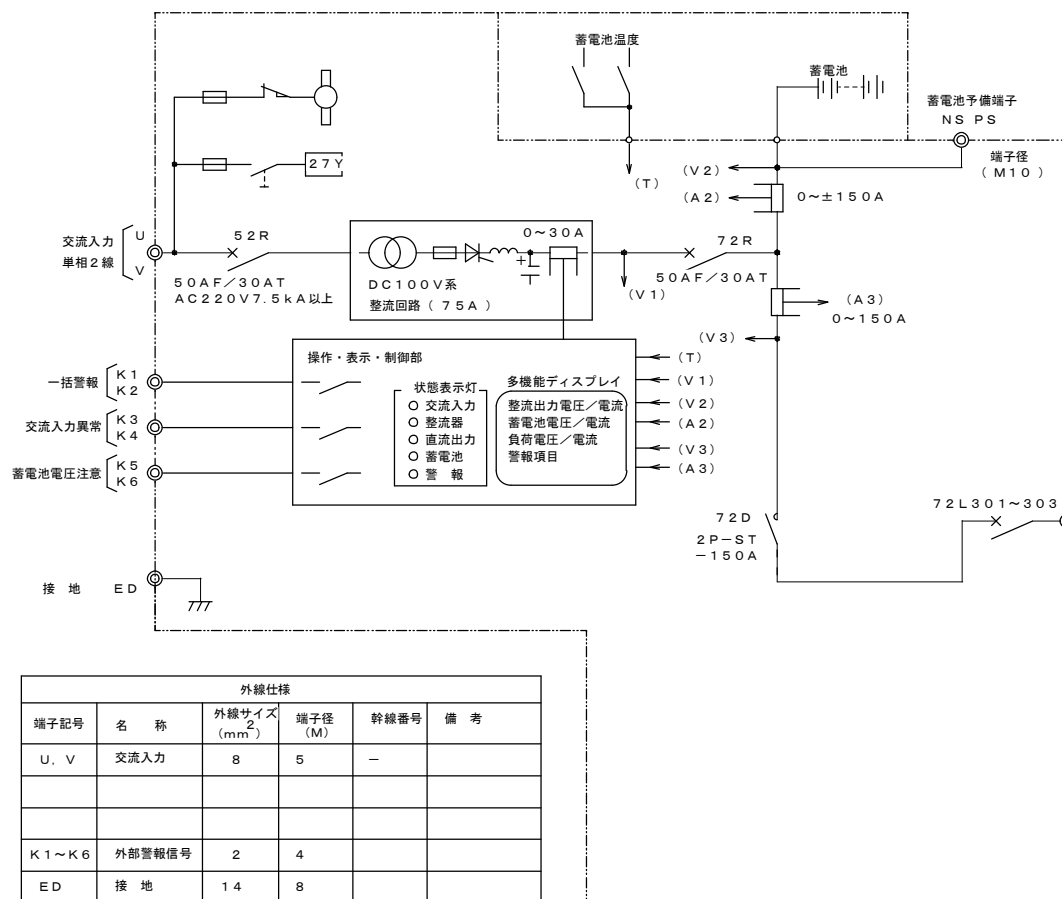 蓄電池温度
蓄電池
蓄電池予備端子
NS PS
端子径
(M10)
27Y
(T)
(V2)
(A2)
0～±150A
交流入力
単相2線
U
V
52R
50AF/30AT
AC220V7.5kA以上
0～30A
+
DC100V系
整流回路(75A)
(V1)
72R
50AF/30AT
(A3)
0～150A
(V3)
操作・表示・制御部
状態表示灯
交流入力
整流器
直流出力
蓄電池
警 報
多機能ディスプレイ
整流出力電圧/電流
蓄電池電圧/電流
負荷電圧/電流
警報項目
(T)
(V1)
(V2)
(A2)
(V3)
(A3)
一括警報
K1
K2
交流入力異常
K3
K4
蓄電池電圧注意
K5
K6
72D
2P-ST
-150A
72L301～303
接 地 ED
外線仕様
端子記号 名 称 外線サイズ(mm2) 端子径(M) 幹線番号 備 考
U，V 交流入力 8 5 －
K1～K6 外部警報信号 2 4
ED 接 地 14 8